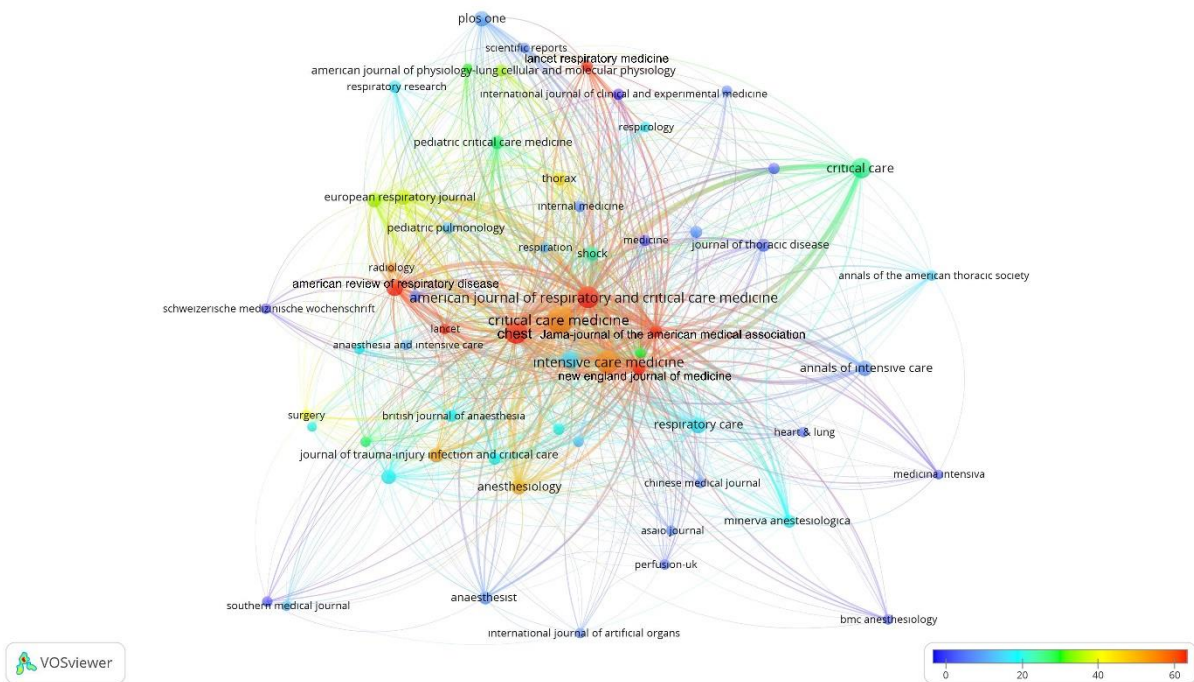 plos one
scientific reports
lancet respiratory medicine
american journal of physiology-lung cellular and molecular physiology
respiratory research
international journal of clinical and experimental medicine
respirology
pediatric critical care medicine
critical care
thorax
european respiratory journal
internal medicine
pediatric pulmonology
medicine
respiration
shock
journal of thoracic disease
radiology
annals of the american thoracic society
american review of respiratory disease
american journal of respiratory and critical care medicine
schweizerische medizinische wochenschrift
critical care medicine
lancet
chest
Jama-journal of the american medical association
anaesthesia and intensive care
intensive care medicine
annals of intensive care
new england journal of medicine
surgery
british journal of anaesthesia
respiratory care
heart & lung
journal of trauma-injury infection and critical care
medicina intensiva
chinese medical journal
anesthesiology
minerva anestesiologica
asaio journal
perfusion-uk
anaesthesist
southern medical journal
bmc anesthesiology
international journal of artificial organs
VOSviewer
0 20 40 60